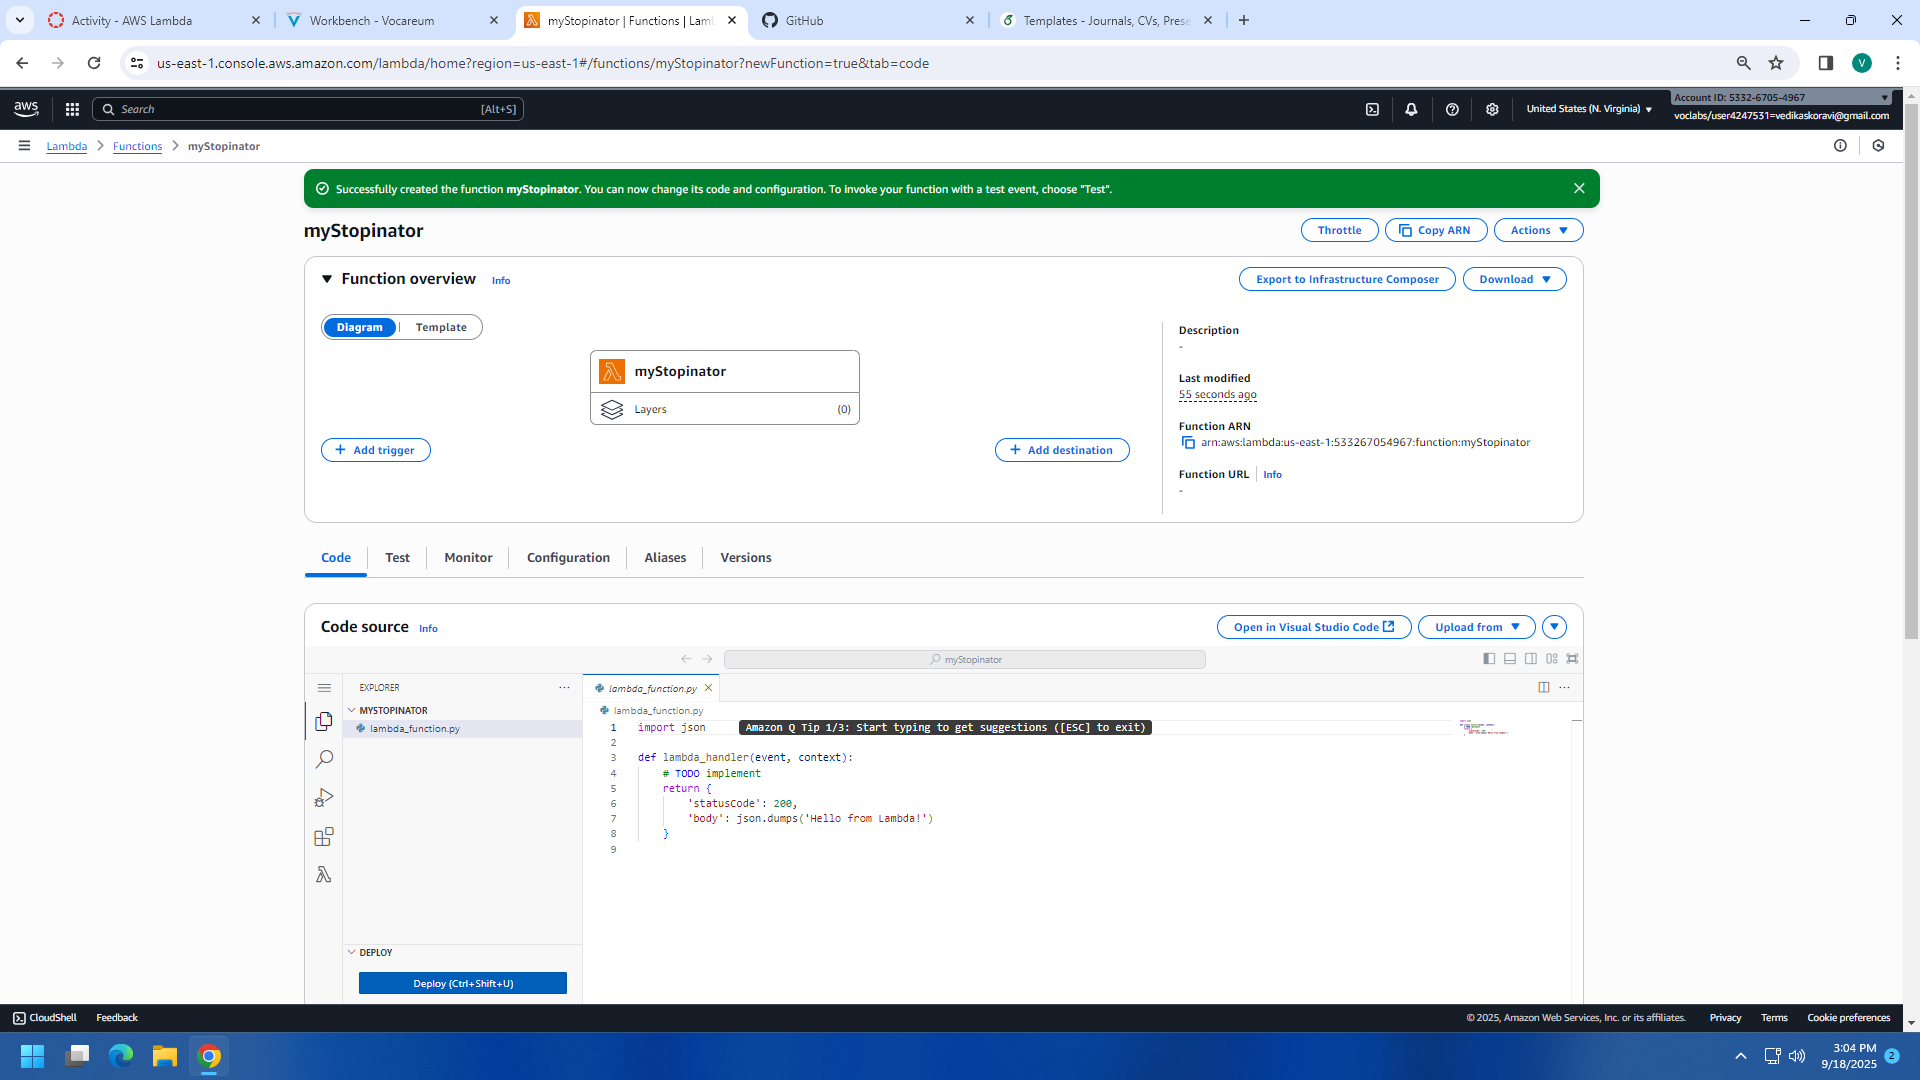 Activity - AWS Lambda
Workbench - Vocareum
myStopinator | Functions | Lamb
GitHub
Templates - Journals, CVs, Prese
us-east-1.console.aws.amazon.com/lambda/home?region=us-east-1#/functions/myStopinator?newFunction=true&tab=code
V
aws
Search
[Alt+S]
United States (N. Virginia)
Account ID: 5332-6705-4967
voclabs/user4247531=vedikaskoravi@gmail.com
Lambda > Functions > myStopinator
Successfully created the function myStopinator. You can now change its code and configuration. To invoke your function with a test event, choose "Test".
myStopinator
Throttle
Copy ARN
Actions
Function overview Info
Export to Infrastructure Composer
Download
Diagram | Template
myStopinator
Layers (0)
+ Add trigger
+ Add destination
Description
-
Last modified
55 seconds ago
Function ARN
arn:aws:lambda:us-east-1:533267054967:function:myStopinator
Function URL | Info
-
Code
Test
Monitor
Configuration
Aliases
Versions
Code source Info
Open in Visual Studio Code
Upload from
myStopinator
EXPLORER
MYSTOPINATOR
lambda_function.py
DEPLOY
Deploy (Ctrl+Shift+U)
lambda_function.py
lambda_function.py
1 import json
Amazon Q Tip 1/3: Start typing to get suggestions ([ESC] to exit)
2
3 def lambda_handler(event, context):
4 # TODO implement
5 return {
6 'statusCode': 200,
7 'body': json.dumps('Hello from Lambda!')
8 }
9
CloudShell
Feedback
© 2025, Amazon Web Services, Inc. or its affiliates.
Privacy
Terms
Cookie preferences
3:04 PM
9/18/2025
2